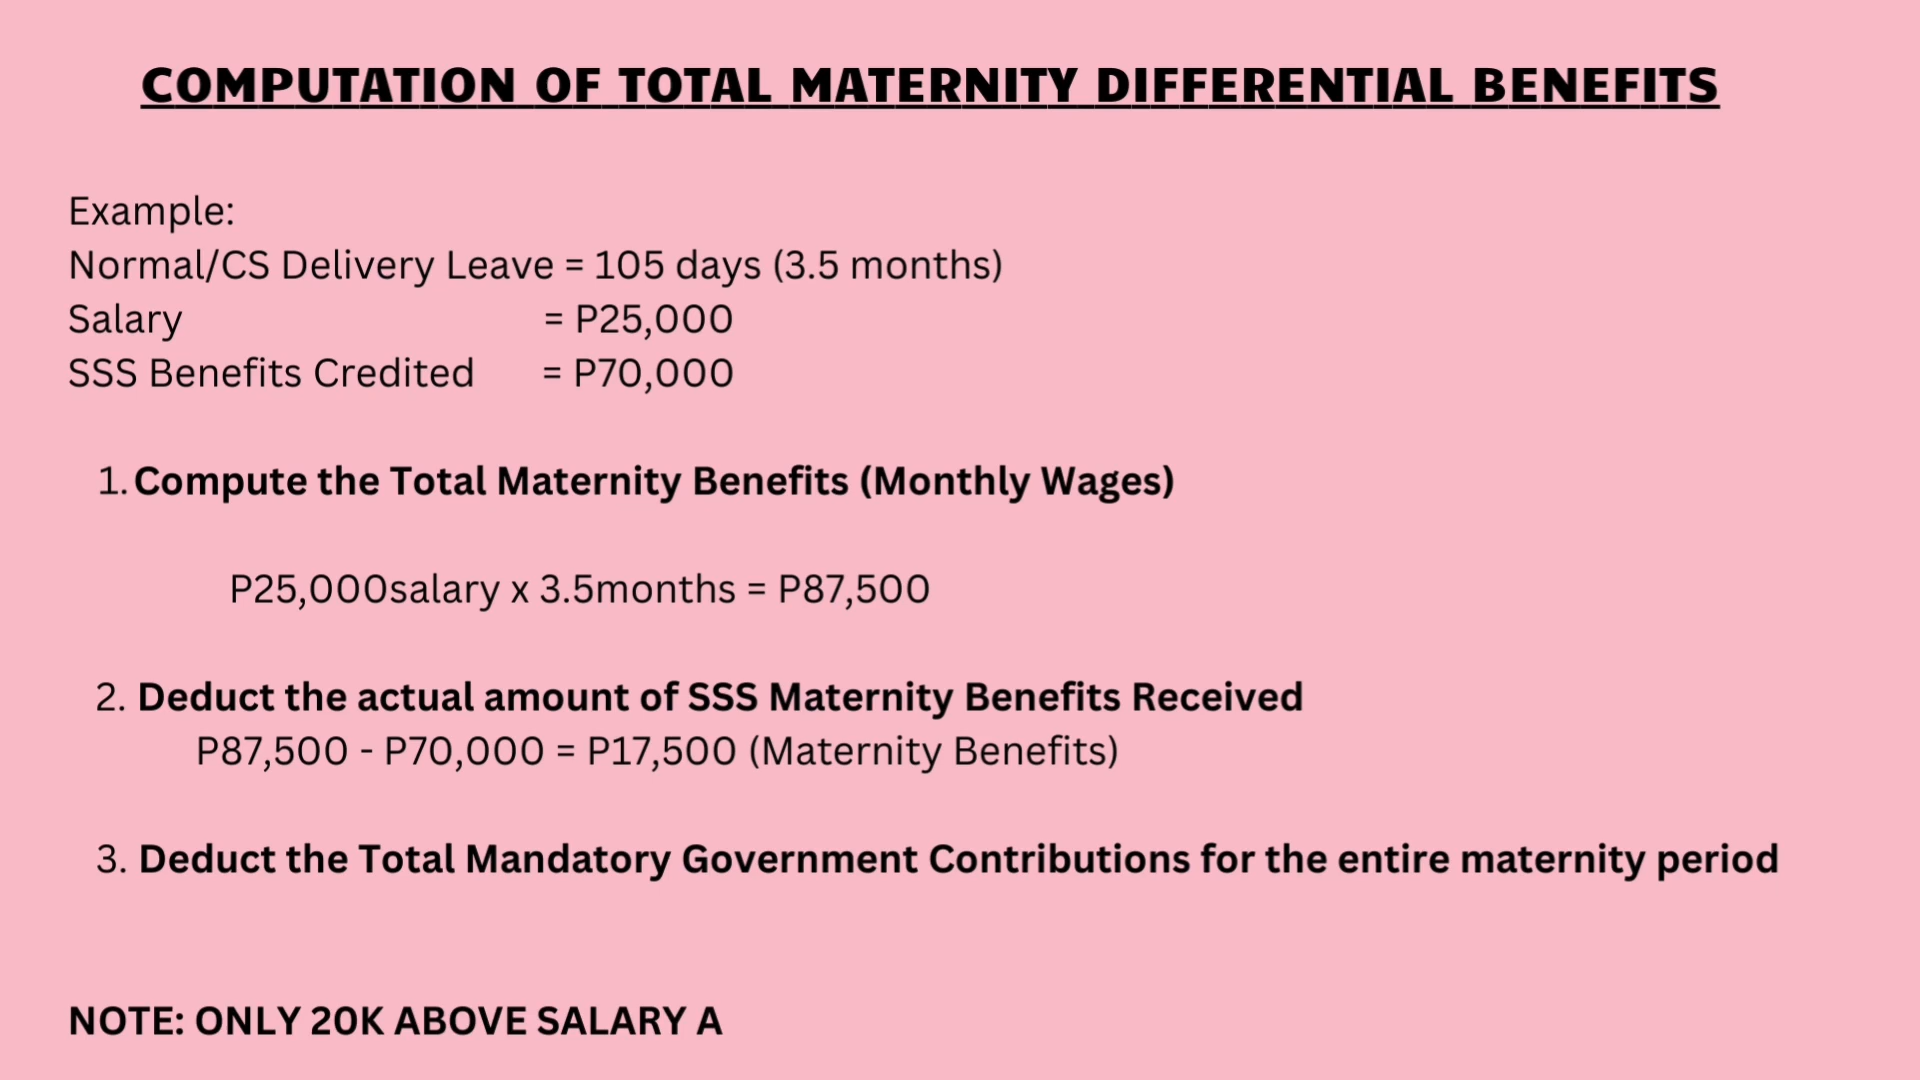 COMPUTATION OF TOTAL MATERNITY DIFFERENTIAL BENEFITS
Example:
Normal/CS Delivery Leave = 105 days (3.5 months)
Salary = P25,000
SSS Benefits Credited = P70,000
1. Compute the Total Maternity Benefits (Monthly Wages)
P25,000salary x 3.5months = P87,500
2. Deduct the actual amount of SSS Maternity Benefits Received
P87,500 - P70,000 = P17,500 (Maternity Benefits)
3. Deduct the Total Mandatory Government Contributions for the entire maternity period
NOTE: ONLY 20K ABOVE SALARY A